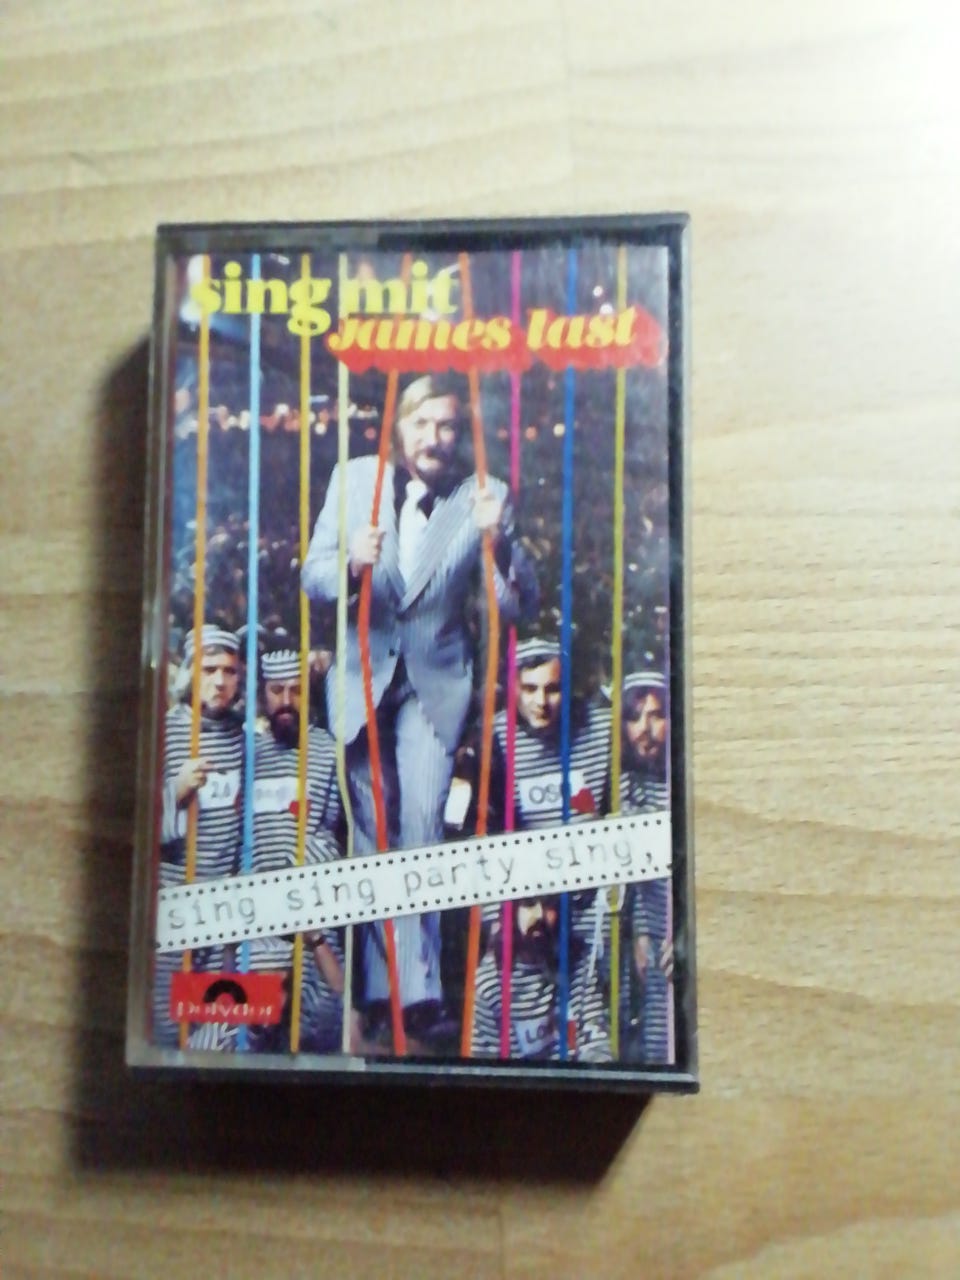 sing mit
james last
sing sing party sing,
polydor